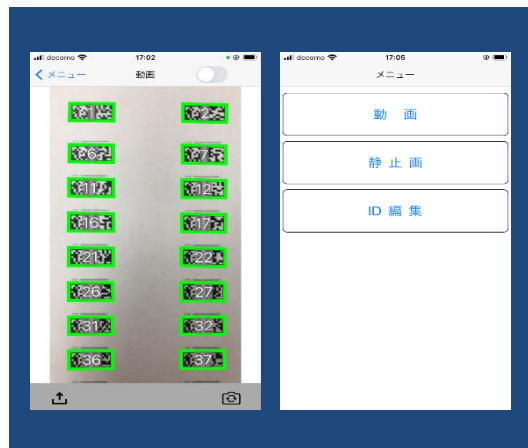 docomo 17:02
メニュー 動画
1 2
6 7
11 12
16 17
21 22
26 27
31 32
36 37
docomo 17:06
メニュー
動 画
静 止 画
ID 編 集